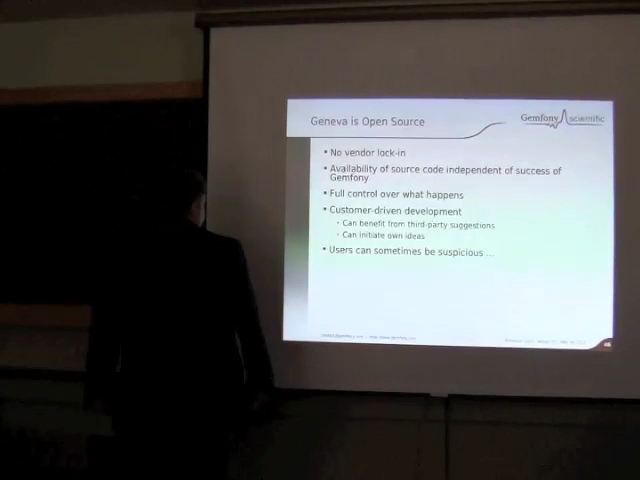 Geneva is Open Source
Gemfony scientific
• No vendor lock-in
• Availability of source code independent of success of
Gemfony
• Full control over what happens
• Customer-driven development
• Can benefit from third-party suggestions
• Can initiate own ideas
• Users can sometimes be suspicious ...